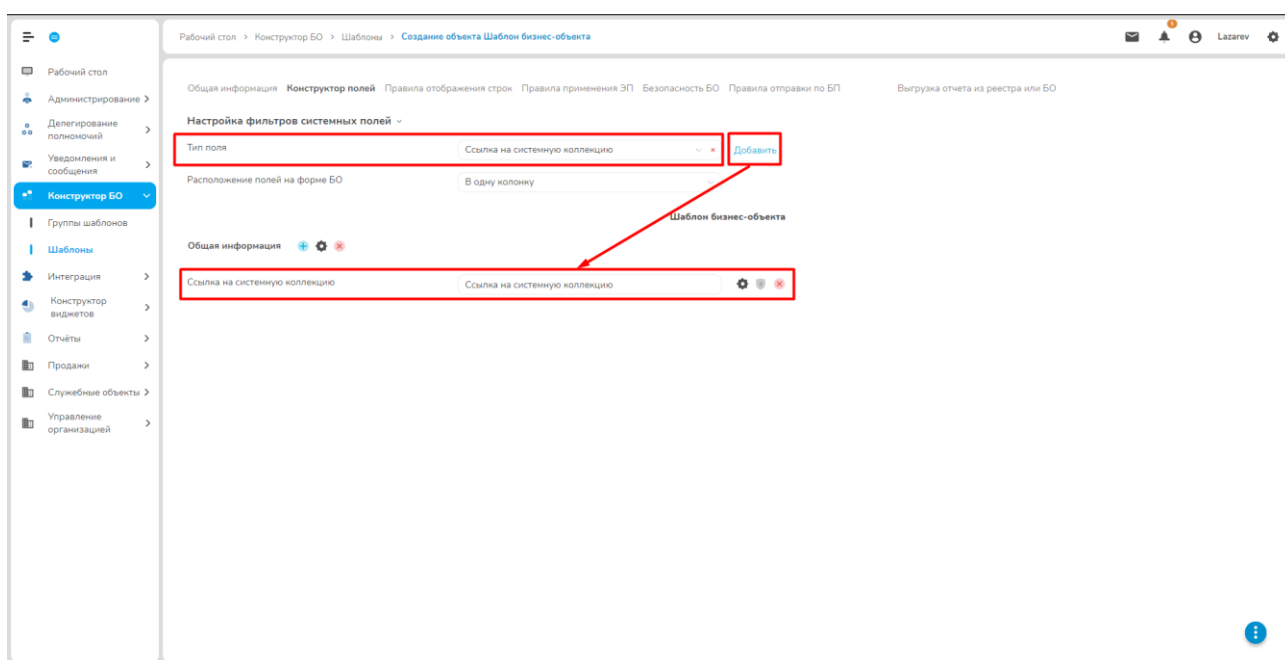 Рабочий стол > Конструктор БО > Шаблоны > Создание объекта Шаблон бизнес-объекта
Lazarev
Рабочий стол
Администрирование
Делегирование
полномочий
Уведомления и
сообщения
Конструктор БО
Группы шаблонов
Шаблоны
Интеграция
Конструктор
виджетов
Отчёты
Продажи
Служебные объекты
Управление
организацией
Общая информация Конструктор полей Правила отображения строк Правила применения ЭП Безопасность БО Правила отправки по БП Выгрузка отчета из реестра или БО
Настройка фильтров системных полей
Тип поля Ссылка на системную коллекцию Добавить
Расположение полей на форме БО В одну колонку
Шаблон бизнес-объекта
Общая информация
Ссылка на системную коллекцию Ссылка на системную коллекцию